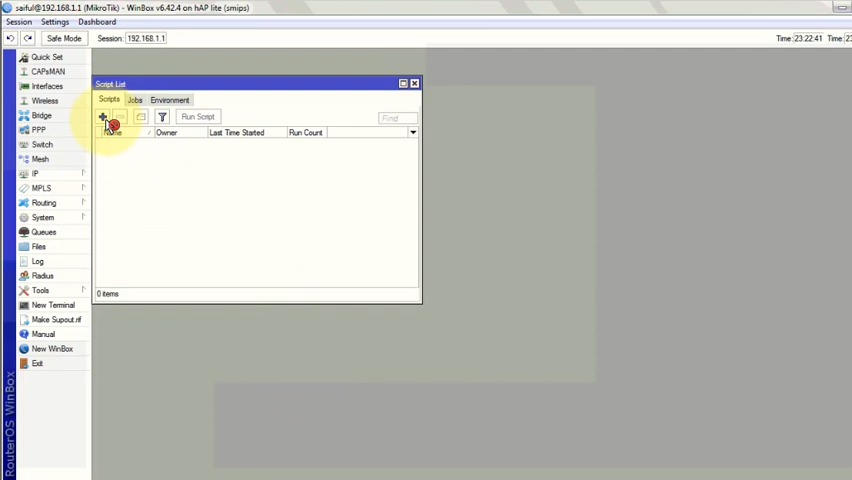 saiful@192.168.1.1 (MikroTik) - WinBox v6.42.4 on hAP lite (smips)
Session Settings Dashboard
Safe Mode Session: 192.168.1.1 Time: 23:22:41 Time:
Quick Set
CAPsMAN
Interfaces
Wireless
Bridge
PPP
Switch
Mesh
IP
MPLS
Routing
System
Queues
Files
Log
Radius
Tools
New Terminal
Make Supout.rif
Manual
New WinBox
Exit
RouterOS WinBox
Script List
Scripts Jobs Environment
Run Script Find
Name Owner Last Time Started Run Count
0 items